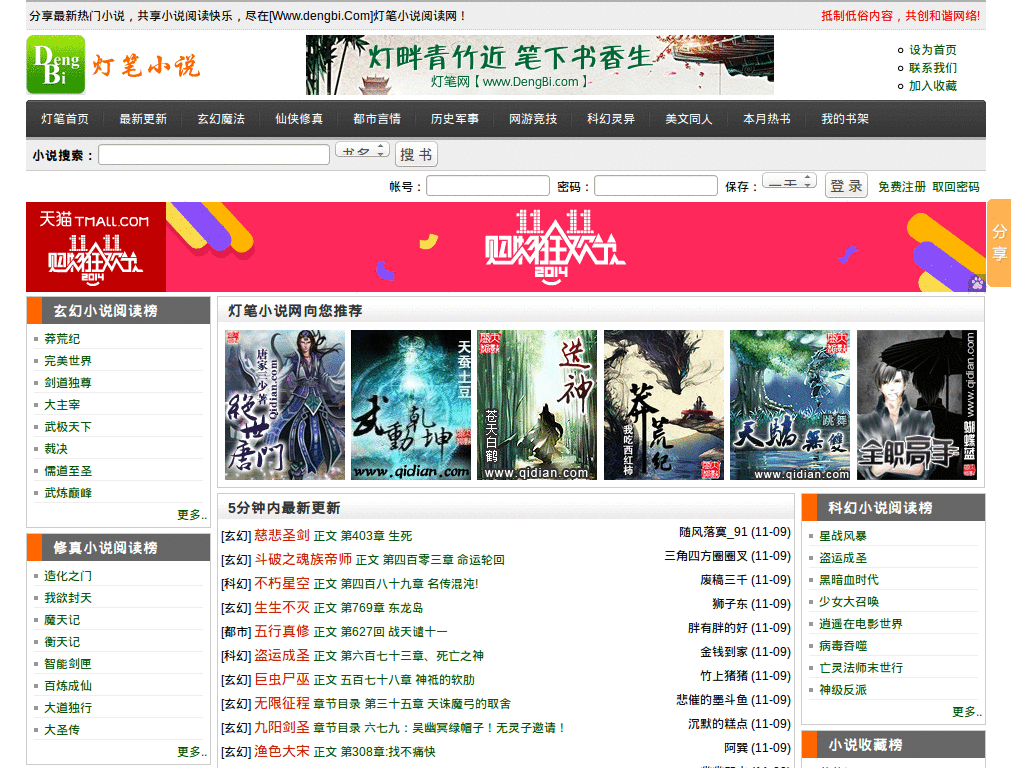 分享最新热门小说，共享小说阅读快乐，尽在[Www.dengbi.Com]灯笔小说阅读网！
抵制低俗内容，共创和谐网络!
Deng Bi
灯笔小说
灯畔青竹近 笔下书香生
灯笔网【 www.DengBi.com 】
设为首页
联系我们
加入收藏
灯笔首页 最新更新 玄幻魔法 仙侠修真 都市言情 历史军事 网游竞技 科幻灵异 美文同人 本月热书 我的书架
小说搜索： 书名 搜 书
帐号： 密码： 保存： 一天 登 录 免费注册 取回密码
天猫 TMALL.COM
11 11
购物狂欢节
2014
11 11
购物狂欢节
2014
分享
玄幻小说阅读榜
莽荒纪
完美世界
剑道独尊
大主宰
武极天下
裁决
儒道至圣
武炼巅峰
更多..
修真小说阅读榜
造化之门
我欲封天
魔天记
衡天记
智能剑匣
百炼成仙
大道独行
大圣传
更多..
灯笔小说网向您推荐
绝世唐门
唐家三少 著
Qidian.com
武動乾坤
天蚕土豆
www.qidian.com
造神
苍天白鹤
www.qidian.com
莽荒纪
我吃西红柿
天骄無雙
跳舞
www.qidian.com
全职高手
蝴蝶蓝
www.qidian.com
5分钟内最新更新
[玄幻] 慈悲圣剑 正文 第403章 生死 随风落寞_91 (11-09)
[玄幻] 斗破之魂族帝师 正文 第四百零三章 命运轮回 三角四方圈圈叉 (11-09)
[科幻] 不朽星空 正文 第四百八十九章 名传混沌! 废稿三千 (11-09)
[玄幻] 生生不灭 正文 第769章 东龙岛 狮子东 (11-09)
[都市] 五行真修 正文 第627回 战天谴十一 胖有胖的好 (11-09)
[科幻] 盗运成圣 正文 第六百七十三章、死亡之神 金钱到家 (11-09)
[玄幻] 巨虫尸巫 正文 五百七十八章 神祇的软肋 竹上猪猪 (11-09)
[玄幻] 无限征程 章节目录 第三十五章 天诛魔弓的取舍 悲催的墨斗鱼 (11-09)
[玄幻] 九阳剑圣 章节目录 六七九：吴幽冥绿帽子！无灵子邀请！ 沉默的糕点 (11-09)
[玄幻] 渔色大宋 正文 第308章:找不痛快 阿巽 (11-09)
科幻小说阅读榜
星战风暴
盗运成圣
黑暗血时代
少女大召唤
逍遥在电影世界
病毒吞噬
亡灵法师末世行
神级反派
更多..
小说收藏榜